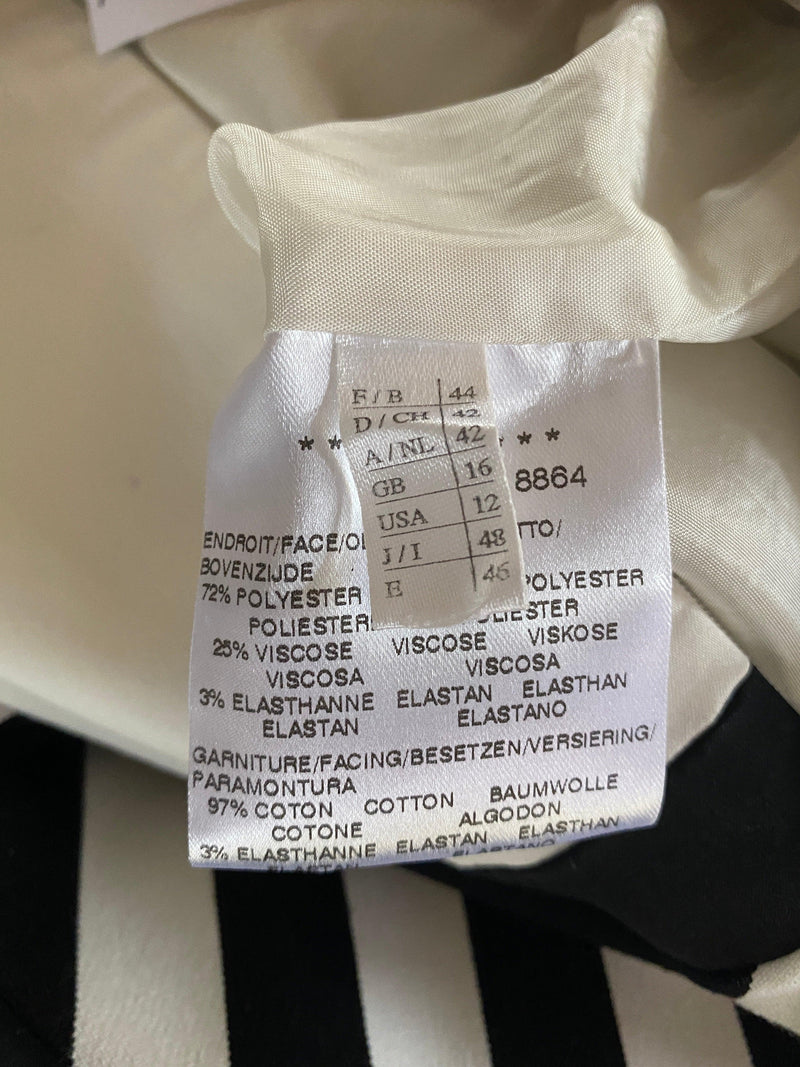 F / B 44
D / CH 42
A / NL 42
GB 16
USA 12
J / I 48
E 46
** **
8864
ENDROIT/FACE/ TTO/
BOVENZIJDE
72% POLYESTER POLYESTER
POLIESTER
25% VISCOSE VISCOSE VISKOSE
VISCOSA VISCOSA
3% ELASTHANNE ELASTAN ELASTHAN
ELASTAN ELASTANO
GARNITURE/FACING/BESETZEN/VERSIERING/
PARAMONTURA
97% COTON COTTON BAUMWOLLE
COTONE ALGODON
3% ELASTHANNE ELASTAN ELASTHAN